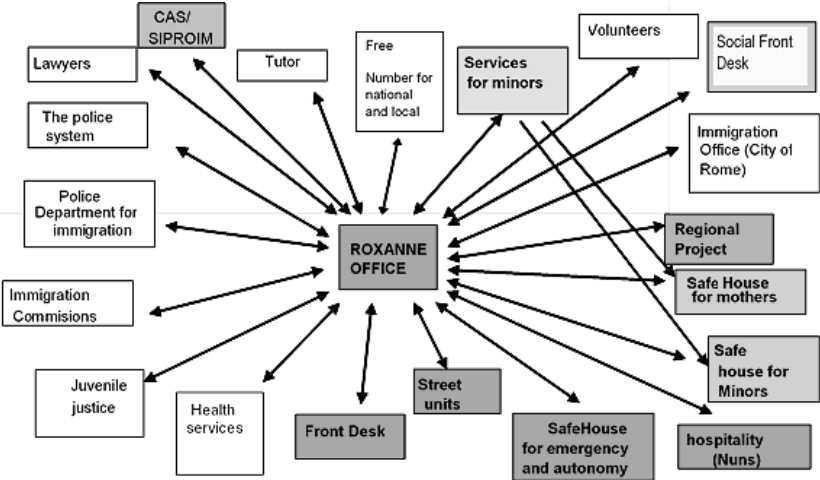 CAS/
SIPROIM
Lawyers
Tutor
Free
Number for
national
and local
Services
for minors
Volunteers
Social Front
Desk
The police
system
Immigration
Office (City of
Rome)
Police
Department for
immigration
ROXANNE
OFFICE
Regional
Project
Safe House
for mothers
Immigration
Commisions
Safe
house for
Minors
Juvenile
justice
Health
services
Front Desk
Street
units
SafeHouse
for emergency
and autonomy
hospitality
(Nuns)